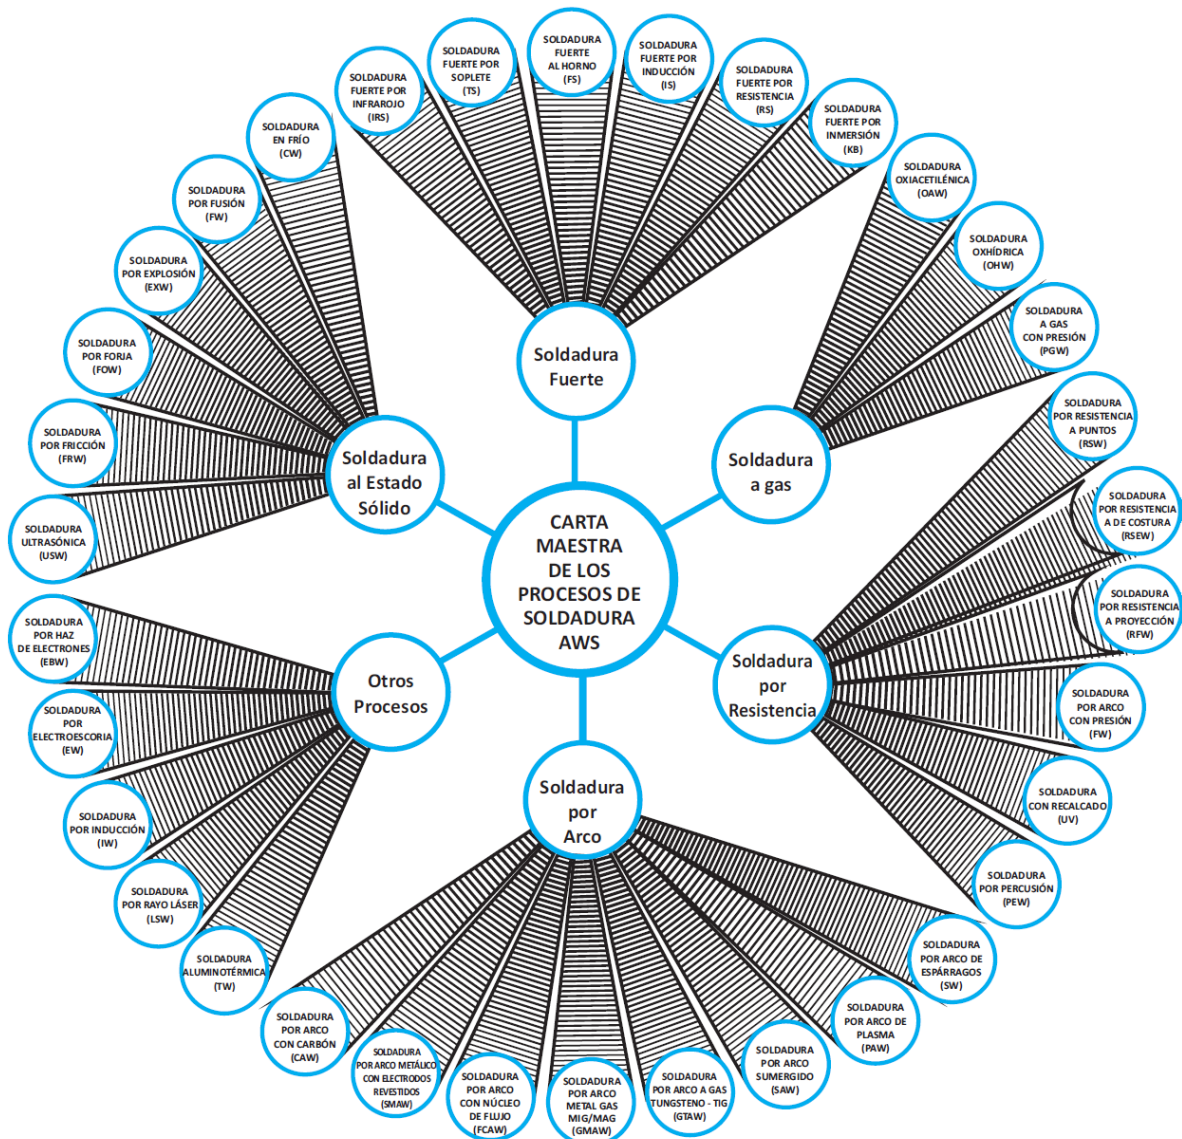 CARTA
MAESTRA
DE LOS
PROCESOS DE
SOLDADURA
AWS
Soldadura
Fuerte
SOLDADURA
FUERTE POR
INFRAROJO
(IRS)
SOLDADURA
FUERTE POR
SOPLETE
(TS)
SOLDADURA
FUERTE
AL HORNO
(FS)
SOLDADURA
FUERTE POR
INDUCCIÓN
(IS)
SOLDADURA
FUERTE POR
RESISTENCIA
(RS)
SOLDADURA
FUERTE POR
INMERSIÓN
(KB)
Soldadura
a gas
SOLDADURA
OXIACETILÉNICA
(OAW)
SOLDADURA
OXHÍDRICA
(OHW)
SOLDADURA
A GAS
CON PRESIÓN
(PGW)
Soldadura
por
Resistencia
SOLDADURA
POR RESISTENCIA
A PUNTOS
(RSW)
SOLDADURA
POR RESISTENCIA
A DE COSTURA
(RSEW)
SOLDADURA
POR RESISTENCIA
A PROYECCIÓN
(RFW)
SOLDADURA
POR ARCO
CON PRESIÓN
(FW)
SOLDADURA
CON RECALCADO
(UV)
SOLDADURA
POR PERCUSIÓN
(PEW)
Soldadura
por
Arco
SOLDADURA
POR ARCO DE
ESPÁRRAGOS
(SW)
SOLDADURA
POR ARCO DE
PLASMA
(PAW)
SOLDADURA
POR ARCO
SUMERGIDO
(SAW)
SOLDADURA
POR ARCO A GAS
TUNGSTENO - TIG
(GTAW)
SOLDADURA
POR ARCO
METAL GAS
MIG/MAG
(GMAW)
SOLDADURA
POR ARCO
CON NÚCLEO
DE FLUJO
(FCAW)
SOLDADURA
POR ARCO METÁLICO
CON ELECTRODOS
REVESTIDOS
(SMAW)
SOLDADURA
POR ARCO
CON CARBÓN
(CAW)
Otros
Procesos
SOLDADURA
ALUMINOTÉRMICA
(TW)
SOLDADURA
POR RAYO LÁSER
(LSW)
SOLDADURA
POR INDUCCIÓN
(IW)
SOLDADURA
POR
ELECTROESCORIA
(EW)
SOLDADURA
POR HAZ
DE ELECTRONES
(EBW)
Soldadura
al Estado
Sólido
SOLDADURA
ULTRASÓNICA
(USW)
SOLDADURA
POR FRICCIÓN
(FRW)
SOLDADURA
POR FORJA
(FOW)
SOLDADURA
POR EXPLOSIÓN
(EXW)
SOLDADURA
POR FUSIÓN
(FW)
SOLDADURA
EN FRÍO
(CW)